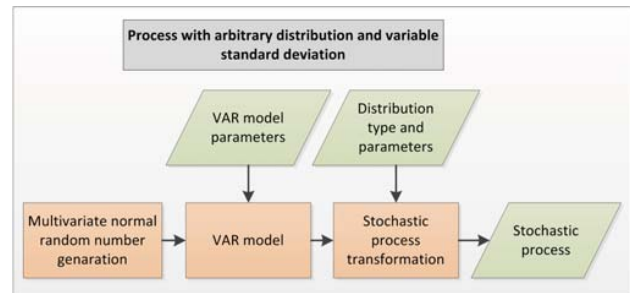 Process with arbitrary distribution and variable
standard deviation
VAR model
parameters
Distribution
type and
parameters
Multivariate normal
random number
genaration
VAR model
Stochastic
process
transformation
Stochastic
process